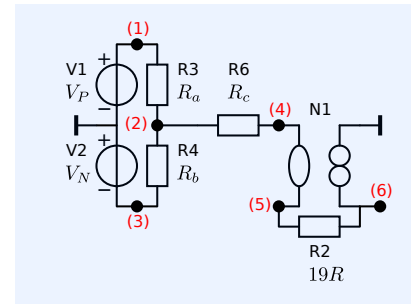 (1)
+
V1
V_P
−
R3
R_a
R6
R_c
(2)
(4)
N1
+
V2
V_N
−
R4
R_b
(3)
(5)
(6)
R2
19R